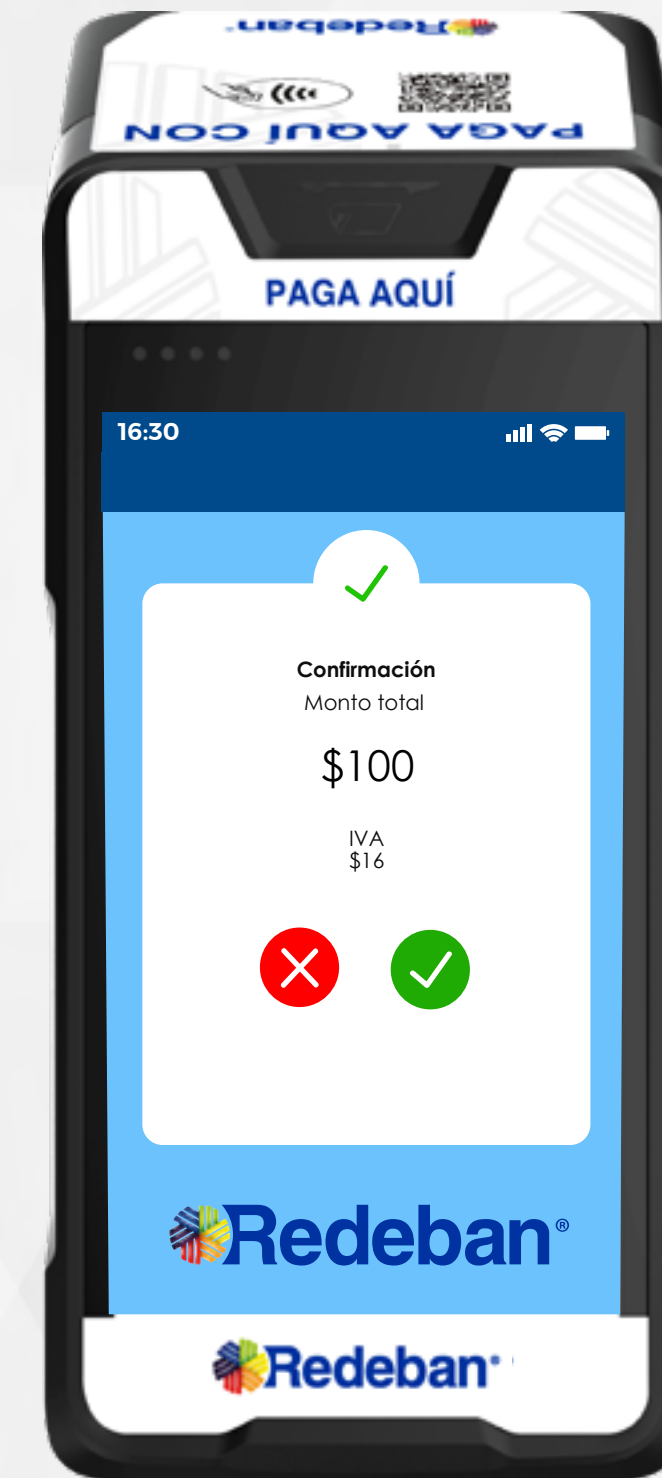 Redeban
PAGA AQUÍ CON
PAGA AQUÍ
16:30
Confirmación
Monto total
$100
IVA
$16
Redeban®
Redeban